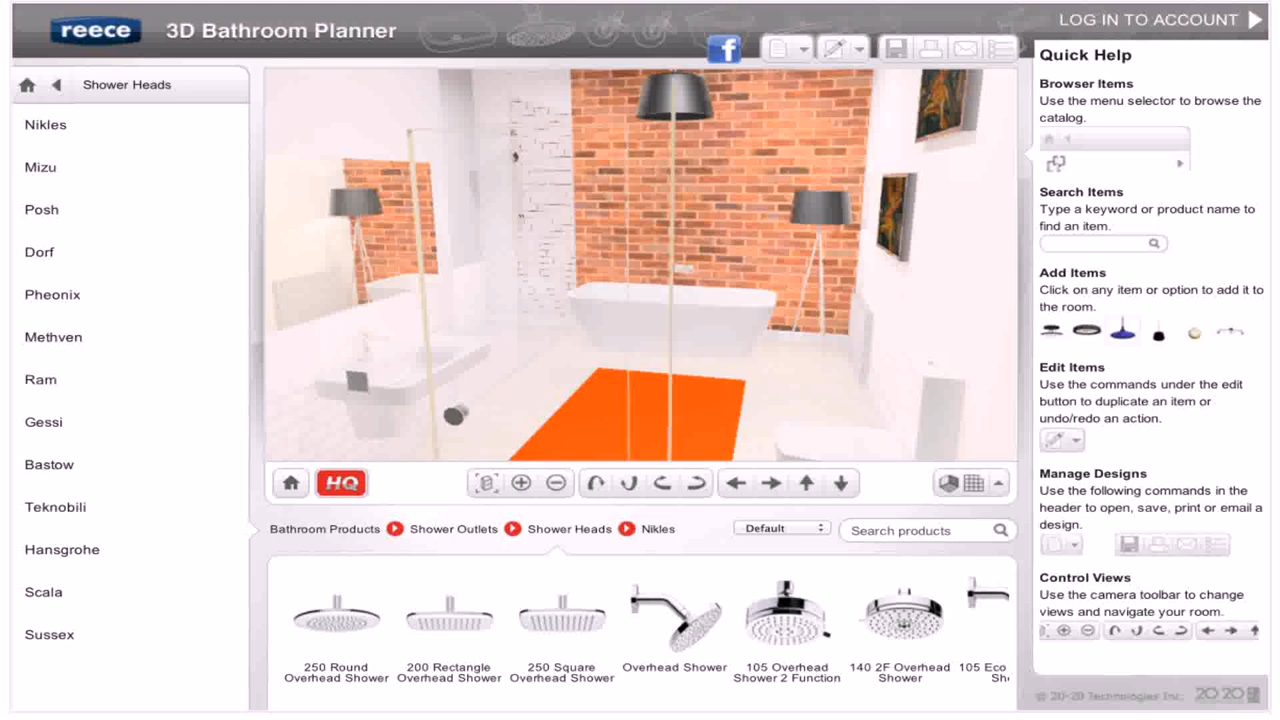 reece
3D Bathroom Planner
LOG IN TO ACCOUNT
f
Shower Heads
Nikles
Mizu
Posh
Dorf
Pheonix
Methven
Ram
Gessi
Bastow
Teknobili
Hansgrohe
Scala
Sussex
HQ
Bathroom Products
Shower Outlets
Shower Heads
Nikles
Default
Search products
250 Round
Overhead Shower
200 Rectangle
Overhead Shower
250 Square
Overhead Shower
Overhead Shower
105 Overhead
Shower 2 Function
140 2F Overhead
Shower
105 Eco
Sh
Quick Help
Browser Items
Use the menu selector to browse the
catalog.
Search Items
Type a keyword or product name to
find an item.
Add Items
Click on any item or option to add it to
the room.
Edit Items
Use the commands under the edit
button to duplicate an item or
undo/redo an action.
Manage Designs
Use the following commands in the
header to open, save, print or email a
design.
Control Views
Use the camera toolbar to change
views and navigate your room.
© 20-20 Technologies Inc.
20 20